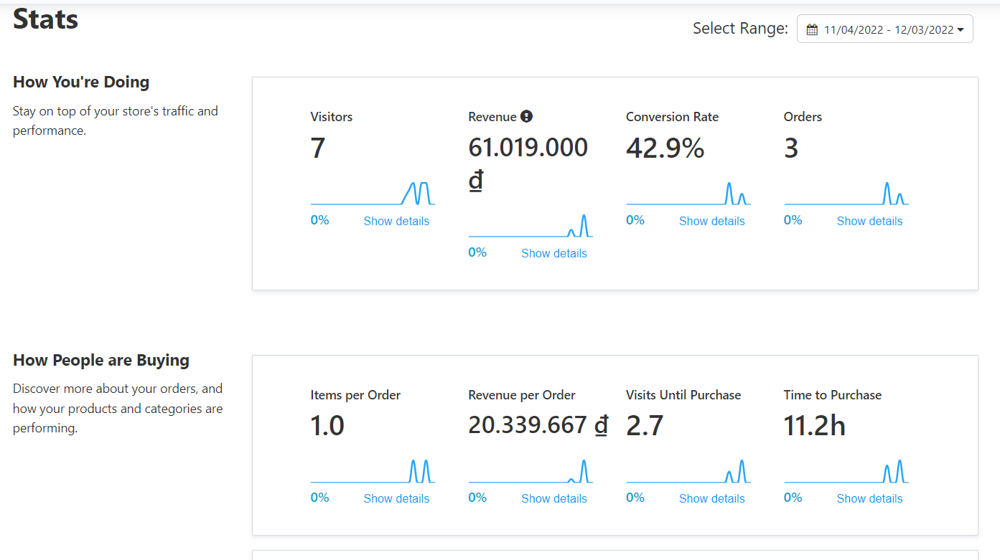 Stats
Select Range: 11/04/2022 - 12/03/2022
How You're Doing
Stay on top of your store's traffic and
performance.
Visitors
7
0% Show details
Revenue
61.019.000
₫
0% Show details
Conversion Rate
42.9%
0% Show details
Orders
3
0% Show details
How People are Buying
Discover more about your orders, and
how your products and categories are
performing.
Items per Order
1.0
0% Show details
Revenue per Order
20.339.667 ₫
0% Show details
Visits Until Purchase
2.7
0% Show details
Time to Purchase
11.2h
0% Show details